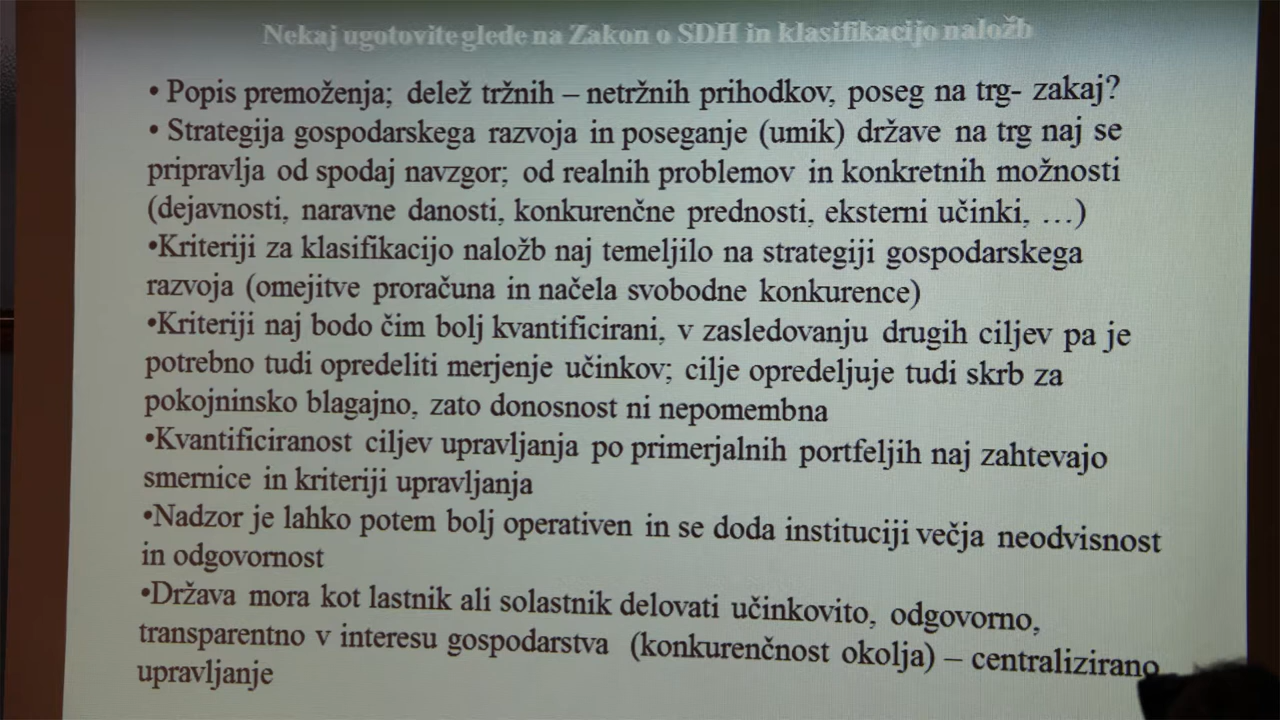 Nekaj ugotovite glede na Zakon o SDH in klasifikacijo naložb
• Popis premoženja; delež tržnih – netržnih prihodkov, poseg na trg- zakaj?
• Strategija gospodarskega razvoja in poseganje (umik) države na trg naj se
pripravlja od spodaj navzgor; od realnih problemov in konkretnih možnosti
(dejavnosti, naravne danosti, konkurenčne prednosti, eksterni učinki, …)
•Kriteriji za klasifikacijo naložb naj temeljilo na strategiji gospodarskega
razvoja (omejitve proračuna in načela svobodne konkurence)
•Kriteriji naj bodo čim bolj kvantificirani, v zasledovanju drugih ciljev pa je
potrebno tudi opredeliti merjenje učinkov; cilje opredeljuje tudi skrb za
pokojninsko blagajno, zato donosnost ni nepomembna
•Kvantificiranost ciljev upravljanja po primerjalnih portfeljih naj zahtevajo
smernice in kriteriji upravljanja
•Nadzor je lahko potem bolj operativen in se doda instituciji večja neodvisnost
in odgovornost
•Država mora kot lastnik ali solastnik delovati učinkovito, odgovorno,
transparentno v interesu gospodarstva (konkurenčnost okolja) – centralizirano
upravljanje